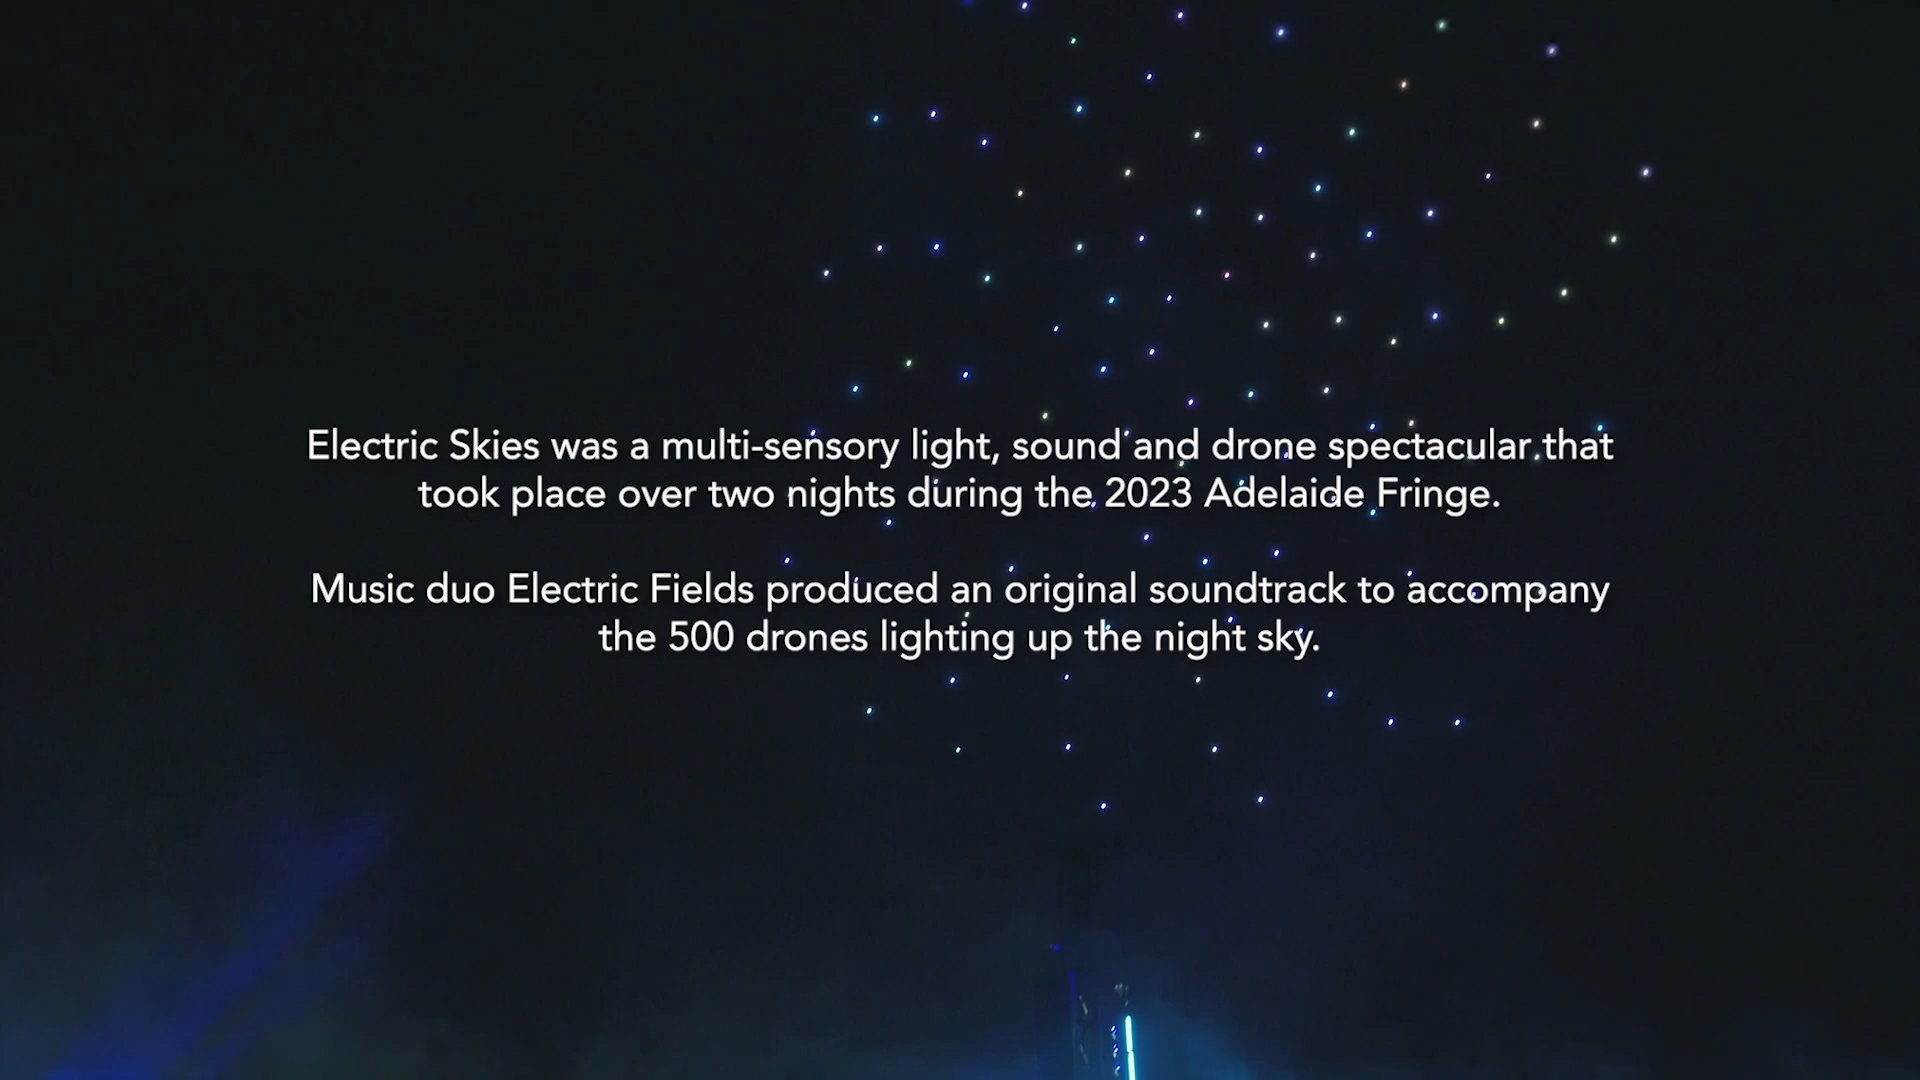 Electric Skies was a multi-sensory light, sound and drone spectacular that
took place over two nights during the 2023 Adelaide Fringe.
Music duo Electric Fields produced an original soundtrack to accompany
the 500 drones lighting up the night sky.